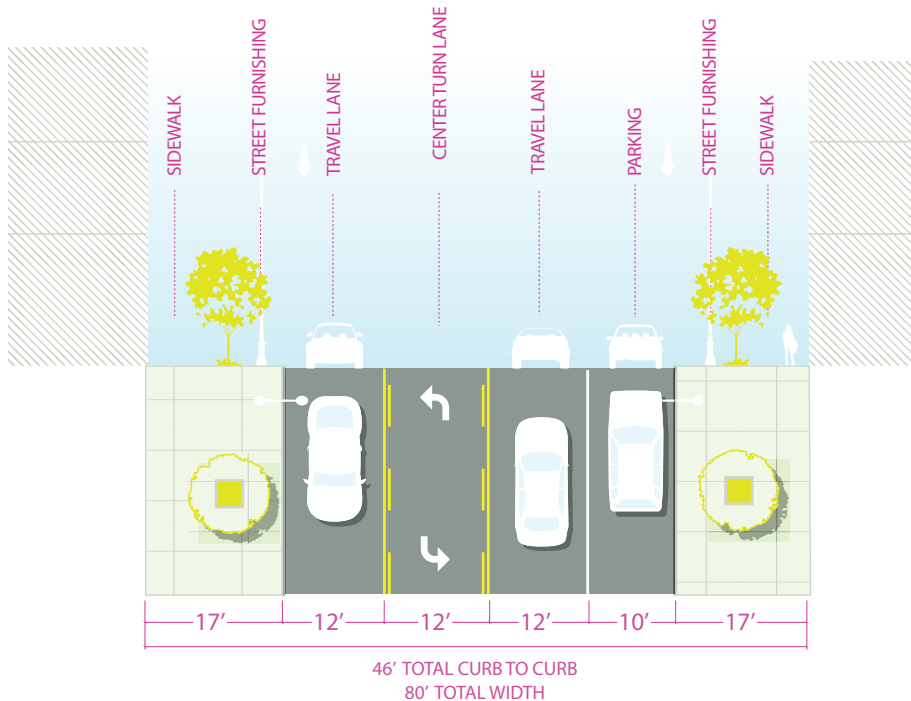 SIDEWALK
STREET FURNISHING
TRAVEL LANE
CENTER TURN LANE
TRAVEL LANE
PARKING
STREET FURNISHING
SIDEWALK
17’ 12’ 12’ 12’ 10’ 17’
46’ TOTAL CURB TO CURB
80’ TOTAL WIDTH